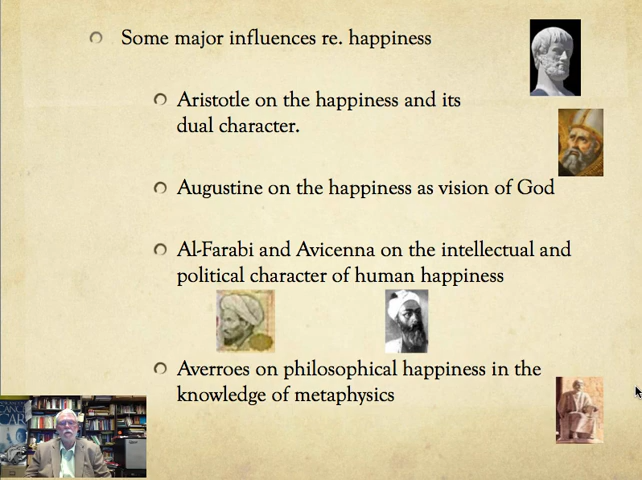 Some major influences re. happiness
Aristotle on the happiness and its
dual character.
Augustine on the happiness as vision of God
Al-Farabi and Avicenna on the intellectual and
political character of human happiness
Averroes on philosophical happiness in the
knowledge of metaphysics